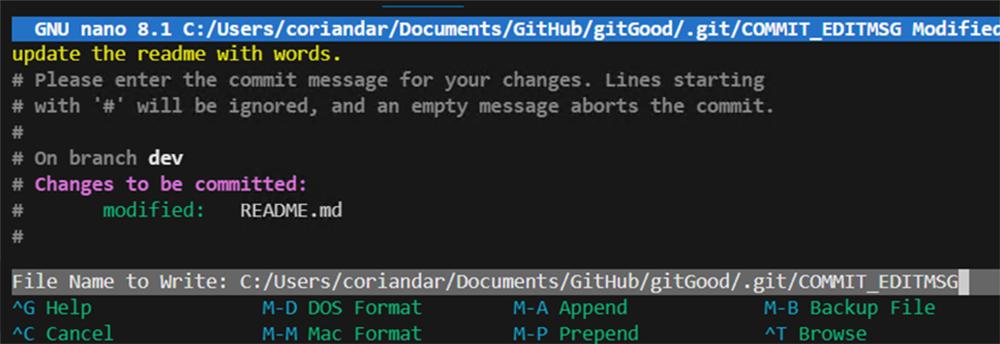 GNU nano 8.1 C:/Users/coriandar/Documents/GitHub/gitGood/.git/COMMIT_EDITMSG Modified
update the readme with words.
# Please enter the commit message for your changes. Lines starting
# with '#' will be ignored, and an empty message aborts the commit.
#
# On branch dev
# Changes to be committed:
#       modified:   README.md
#
File Name to Write: C:/Users/coriandar/Documents/GitHub/gitGood/.git/COMMIT_EDITMSG
^G Help M-D DOS Format M-A Append M-B Backup File
^C Cancel M-M Mac Format M-P Prepend ^T Browse